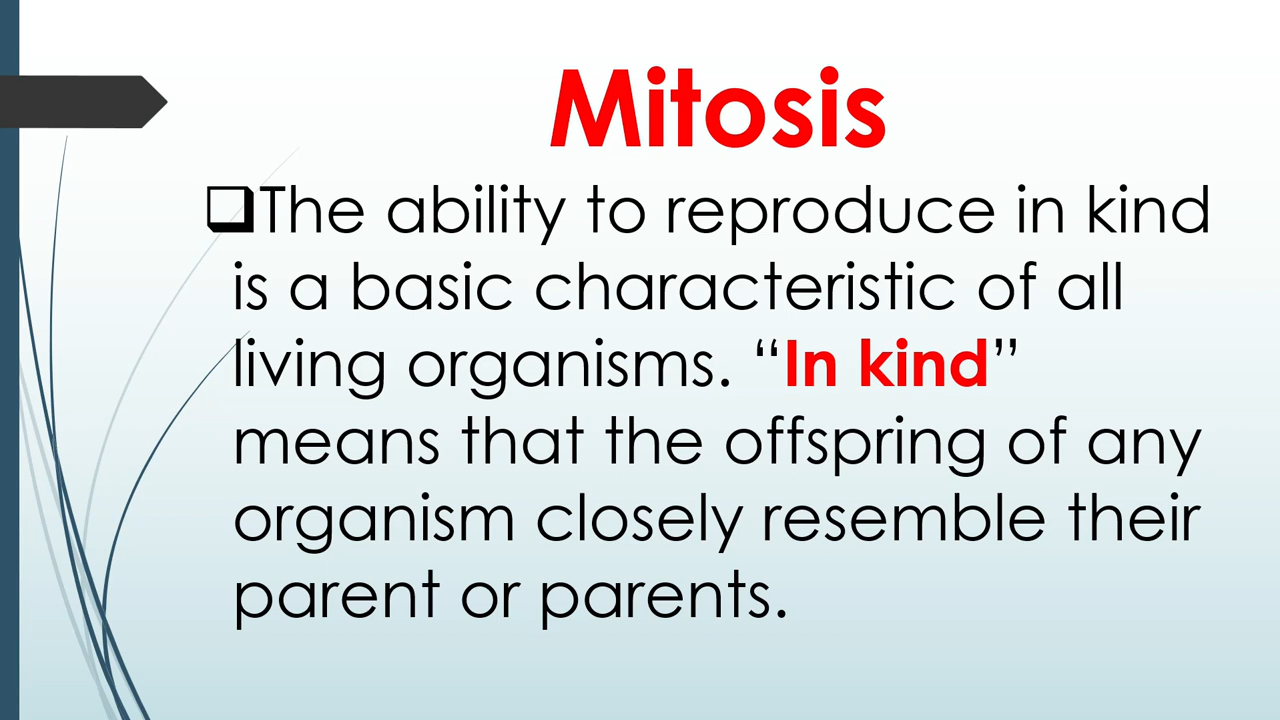 Mitosis
❑The ability to reproduce in kind
is a basic characteristic of all
living organisms. “In kind”
means that the offspring of any
organism closely resemble their
parent or parents.